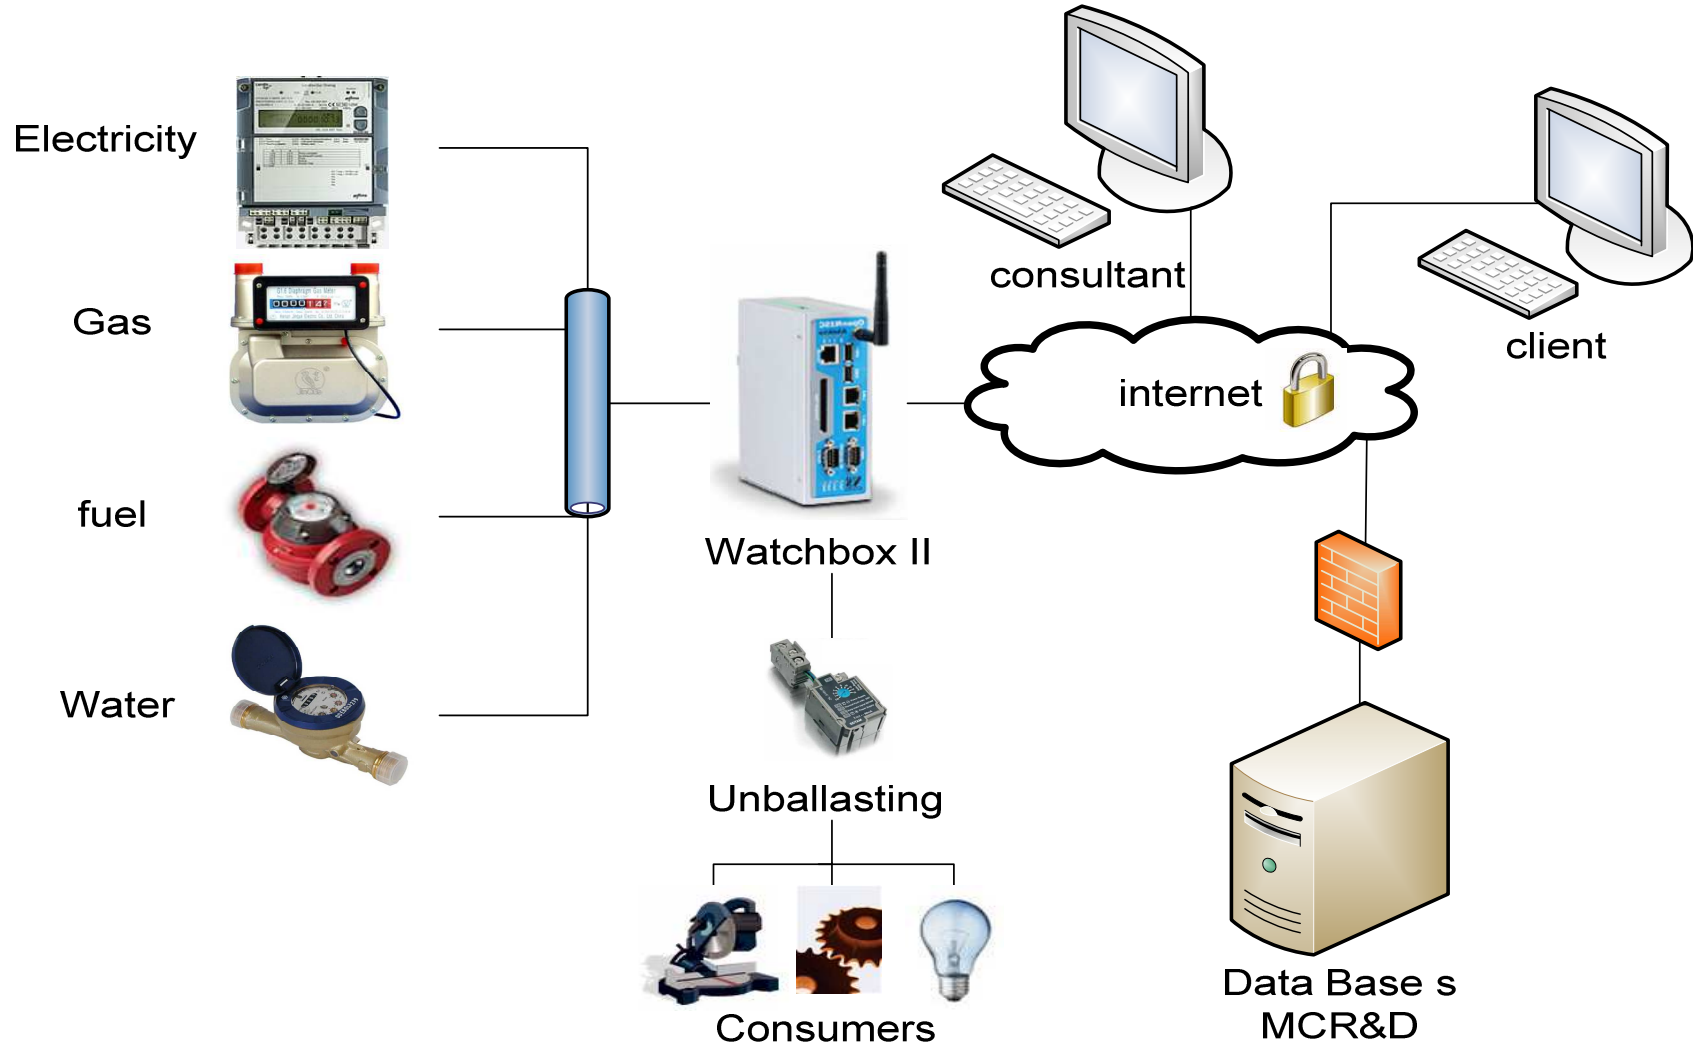 Electricity
Gas
fuel
Water
Watchbox II
Unballasting
Consumers
consultant
client
internet
Data Base s
MCR&D